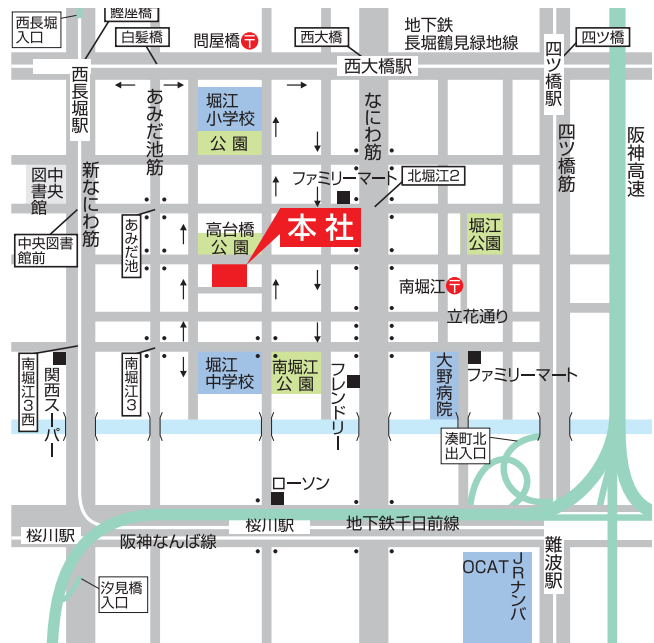 西長堀
入口
鰹座橋
白髪橋
問屋橋
〒
西大橋
地下鉄
長堀鶴見緑地線
四ツ橋
西長堀駅
西大橋駅
四ツ橋駅
あみだ池筋
堀江
小学校
公園
なにわ筋
四ツ橋筋
阪神高速
中央
図書館
新なにわ筋
ファミリーマート
北堀江2
中央図書
館前
あみだ池
高台橋
公園
本社
堀江
公園
南堀江
〒
立花通り
南堀江3西
関西スーパー
南堀江3
堀江
中学校
南堀江
公園
フレンドリー
大野病院
ファミリーマート
湊町北
出入口
ローソン
桜川駅
阪神なんば線
桜川駅
地下鉄千日前線
難波駅
汐見橋
入口
OCAT
JRナンバ